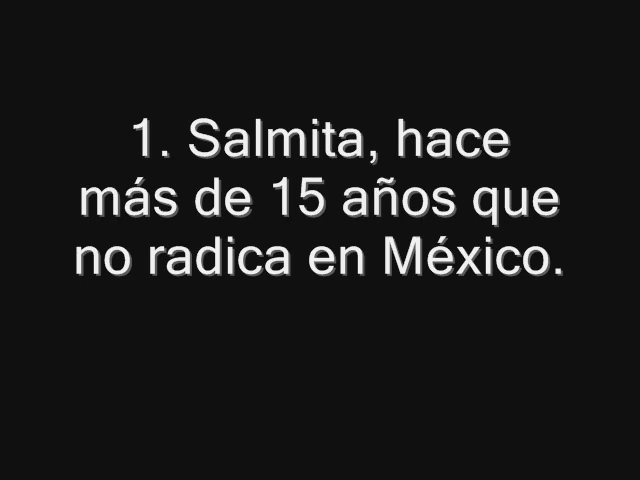 1. Salmita, hace
más de 15 años que
no radica en México.